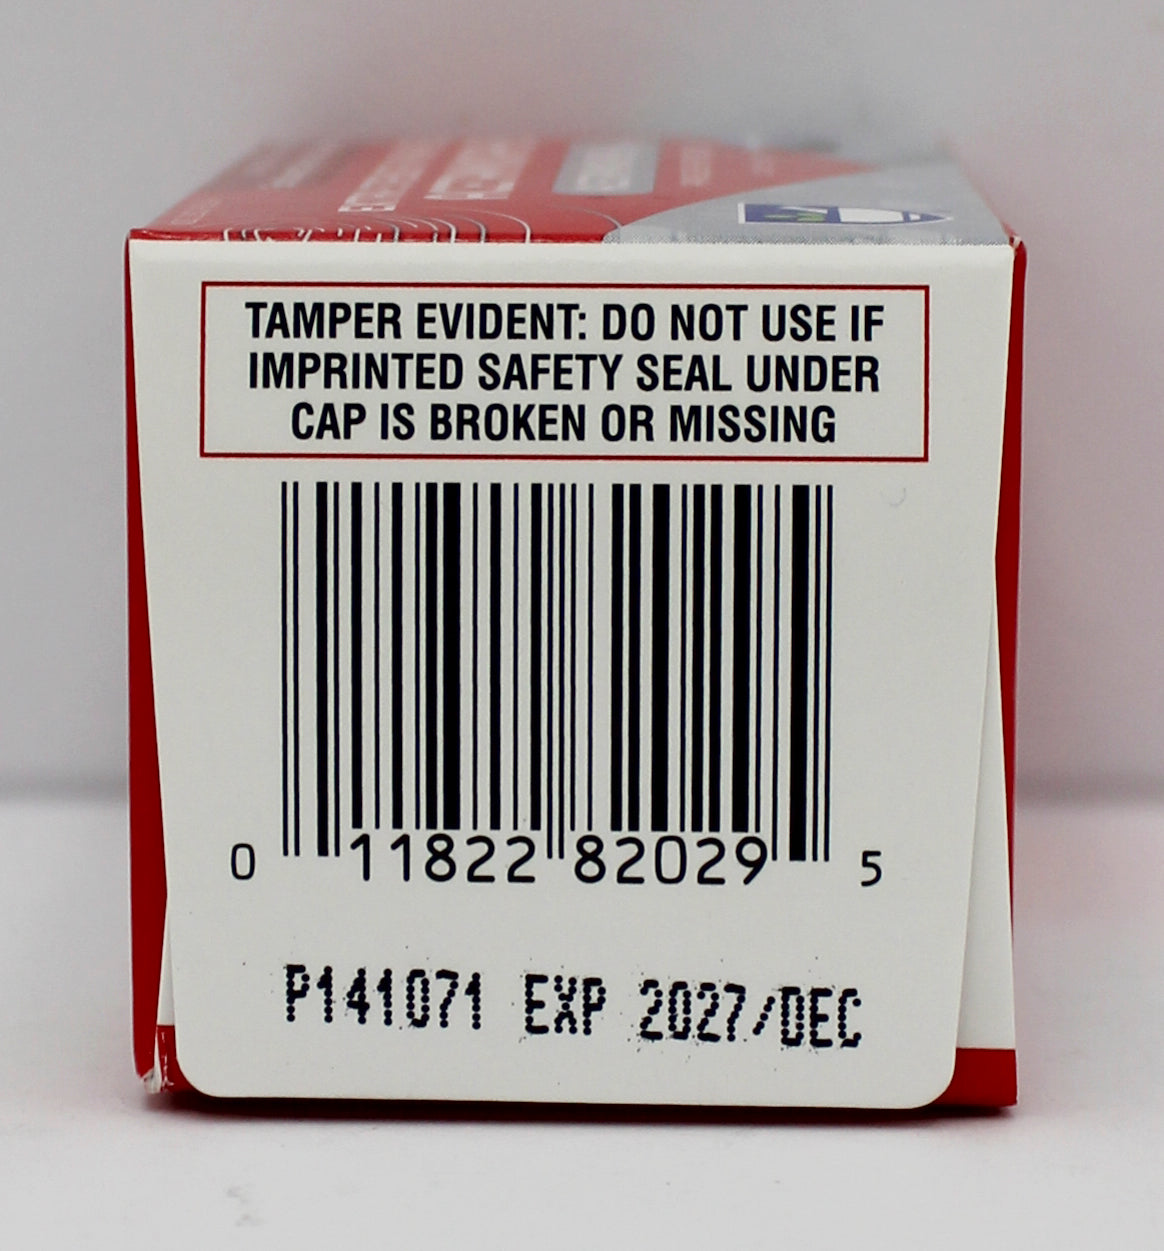 TAMPER EVIDENT: DO NOT USE IF
IMPRINTED SAFETY SEAL UNDER
CAP IS BROKEN OR MISSING
0 11822 82029 5
P141071 EXP 2027/DEC